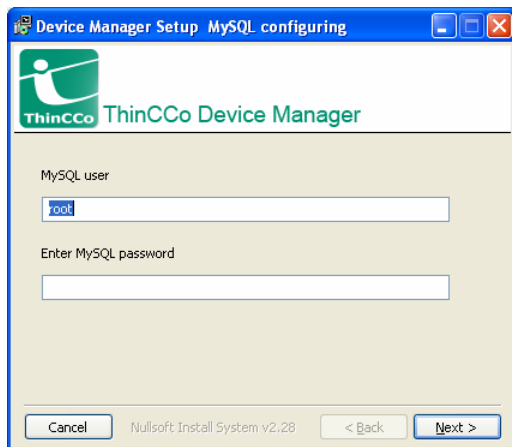 Device Manager Setup MySQL configuring
ThinCCo
ThinCCo Device Manager
MySQL user
root
Enter MySQL password
Cancel
Nullsoft Install System v2.28
< Back
Next >